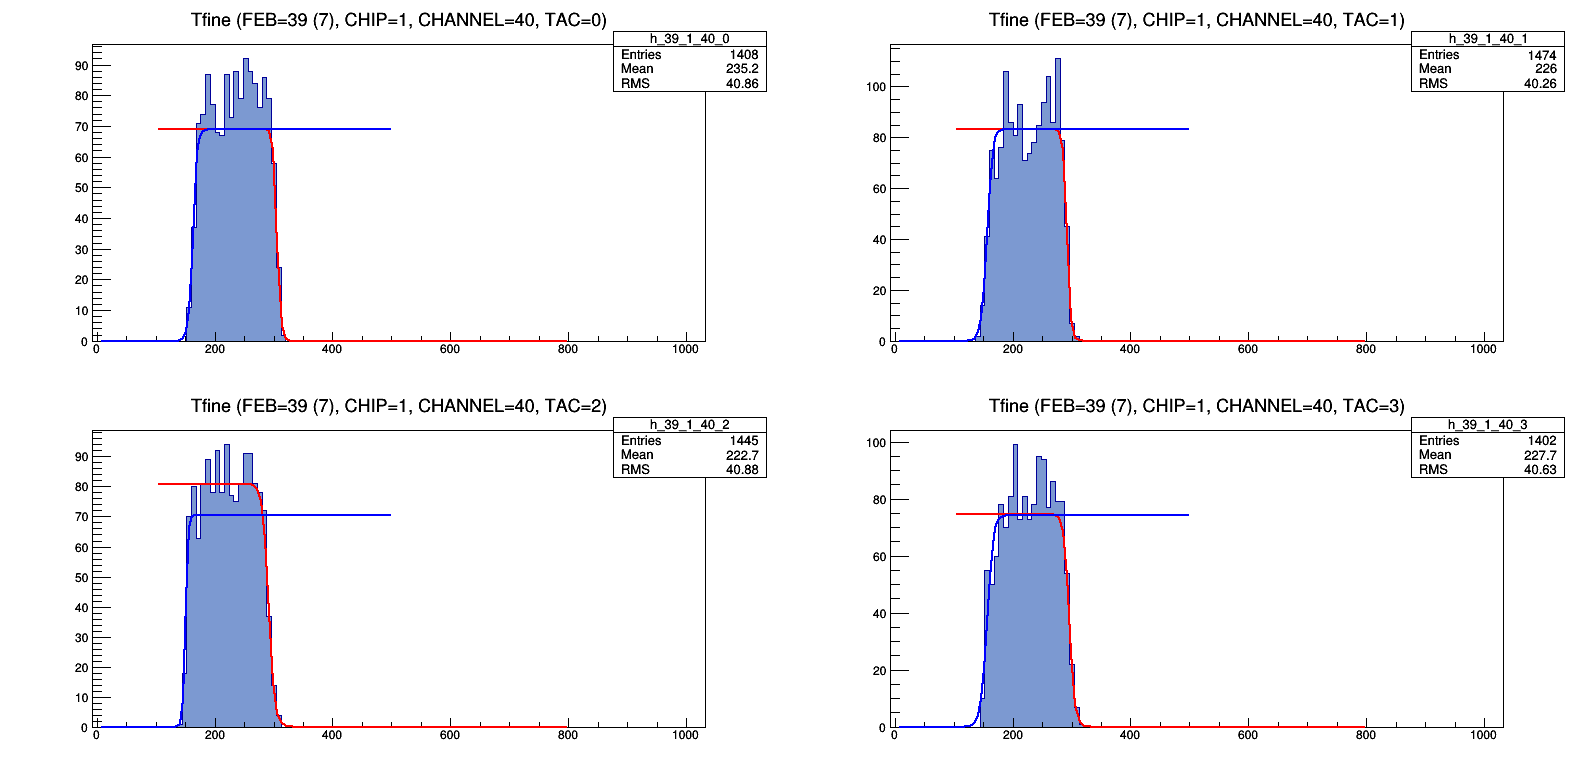 Tfine (FEB=39 (7), CHIP=1, CHANNEL=40, TAC=0)
h_39_1_40_0
Entries 1408
Mean 235.2
RMS 40.86
90
80
70
60
50
40
30
20
10
0
0 200 400 600 800 1000
Tfine (FEB=39 (7), CHIP=1, CHANNEL=40, TAC=1)
h_39_1_40_1
Entries 1474
Mean 226
RMS 40.26
100
80
60
40
20
0
0 200 400 600 800 1000
Tfine (FEB=39 (7), CHIP=1, CHANNEL=40, TAC=2)
h_39_1_40_2
Entries 1445
Mean 222.7
RMS 40.88
90
80
70
60
50
40
30
20
10
0
0 200 400 600 800 1000
Tfine (FEB=39 (7), CHIP=1, CHANNEL=40, TAC=3)
h_39_1_40_3
Entries 1402
Mean 227.7
RMS 40.63
100
80
60
40
20
0
0 200 400 600 800 1000